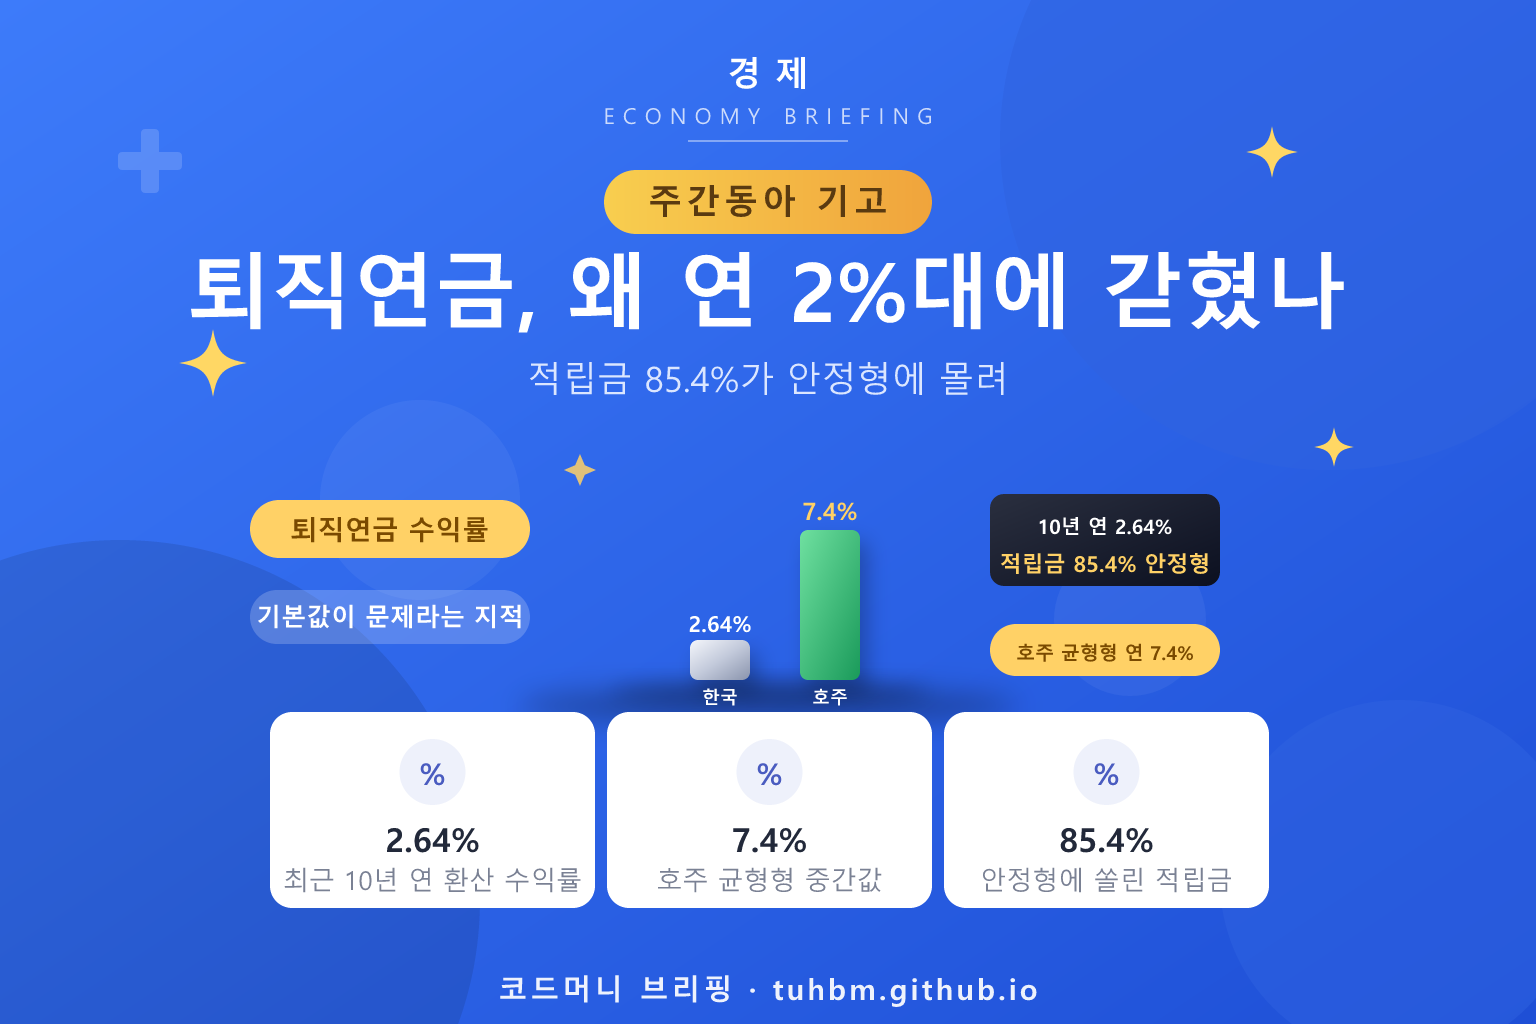 경제
ECONOMY BRIEFING
주간동아 기고
퇴직연금, 왜 연 2%대에 갇혔나
적립금 85.4%가 안정형에 몰려
퇴직연금 수익률
기본값이 문제라는 지적
7.4%
2.64%
한국
호주
10년 연 2.64%
적립금 85.4% 안정형
호주 균형형 연 7.4%
%
2.64%
최근 10년 연 환산 수익률
%
7.4%
호주 균형형 중간값
%
85.4%
안정형에 쏠린 적립금
코드머니 브리핑 · tuhbm.github.io